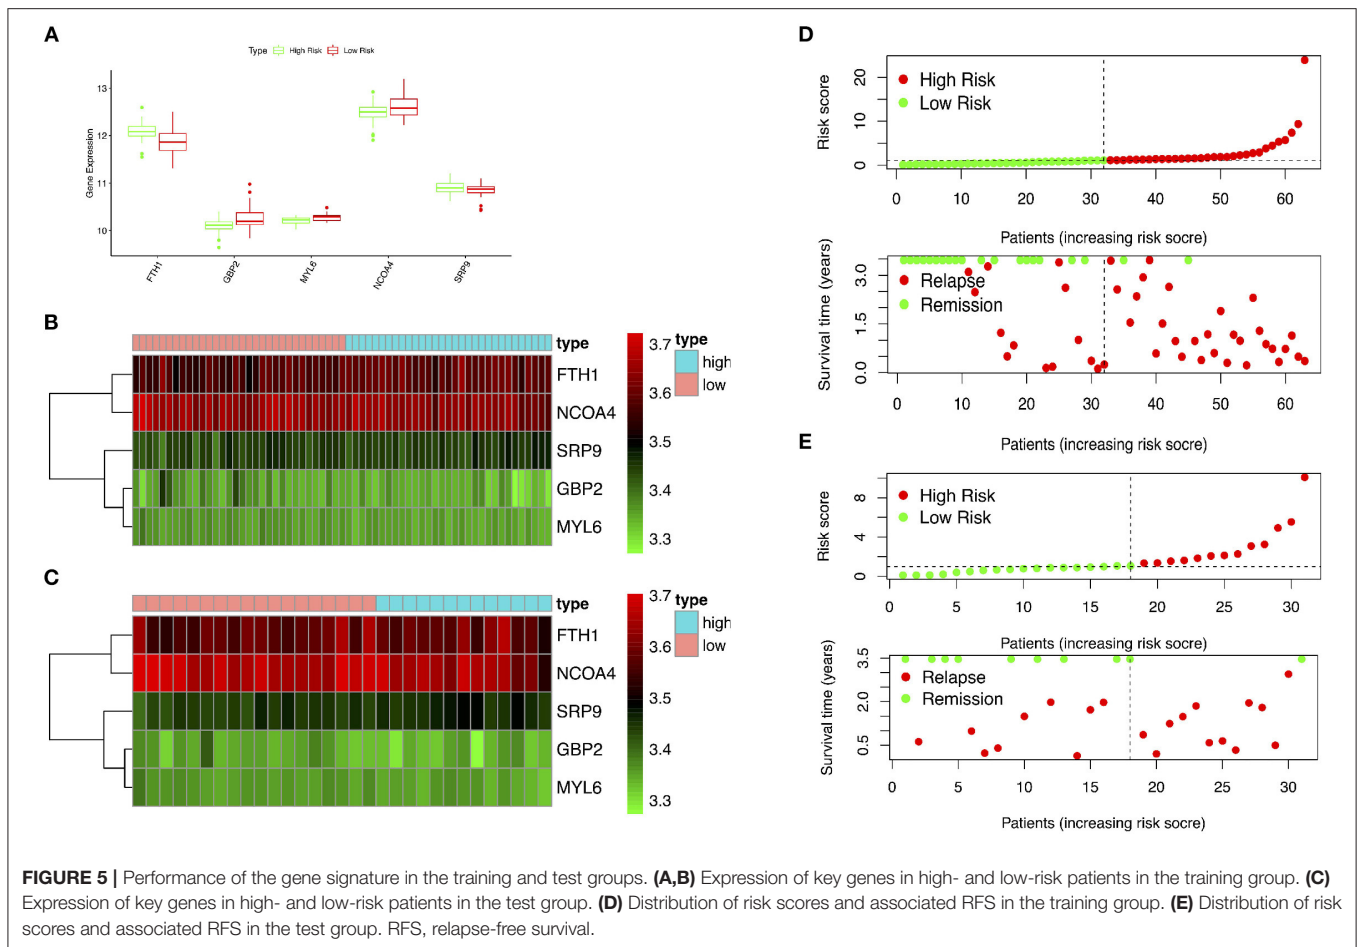 A
Type High Risk Low Risk
Gene Expression
13
12
11
10
FTH1
GBP2
MYL6
NCOA4
SRP9
B
type
FTH1
NCOA4
SRP9
GBP2
MYL6
3.7
3.6
3.5
3.4
3.3
type
high
low
C
type
FTH1
NCOA4
SRP9
GBP2
MYL6
3.7
3.6
3.5
3.4
3.3
type
high
low
D
Risk score
20
10
0
High Risk
Low Risk
0 10 20 30 40 50 60
Patients (increasing risk socre)
Survival time (years)
3.0
1.5
0.0
Relapse
Remission
0 10 20 30 40 50 60
Patients (increasing risk socre)
E
Risk score
8
4
0
High Risk
Low Risk
0 5 10 15 20 25 30
Patients (increasing risk socre)
Survival time (years)
3.5
2.0
0.5
Relapse
Remission
0 5 10 15 20 25 30
Patients (increasing risk socre)
FIGURE 5 | Performance of the gene signature in the training and test groups. (A,B) Expression of key genes in high- and low-risk patients in the training group. (C)
Expression of key genes in high- and low-risk patients in the test group. (D) Distribution of risk scores and associated RFS in the training group. (E) Distribution of risk
scores and associated RFS in the test group. RFS, relapse-free survival.